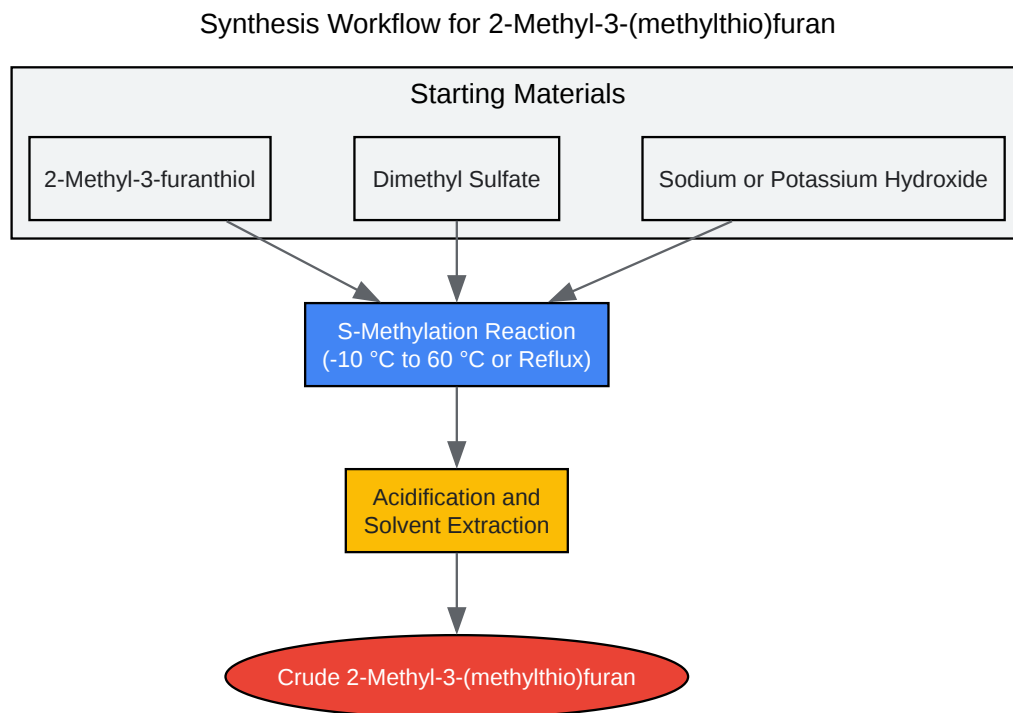 Synthesis Workflow for 2-Methyl-3-(methylthio)furan
Starting Materials
2-Methyl-3-furanthiol
Dimethyl Sulfate
Sodium or Potassium Hydroxide
S-Methylation Reaction
(-10 °C to 60 °C or Reflux)
Acidification and
Solvent Extraction
Crude 2-Methyl-3-(methylthio)furan